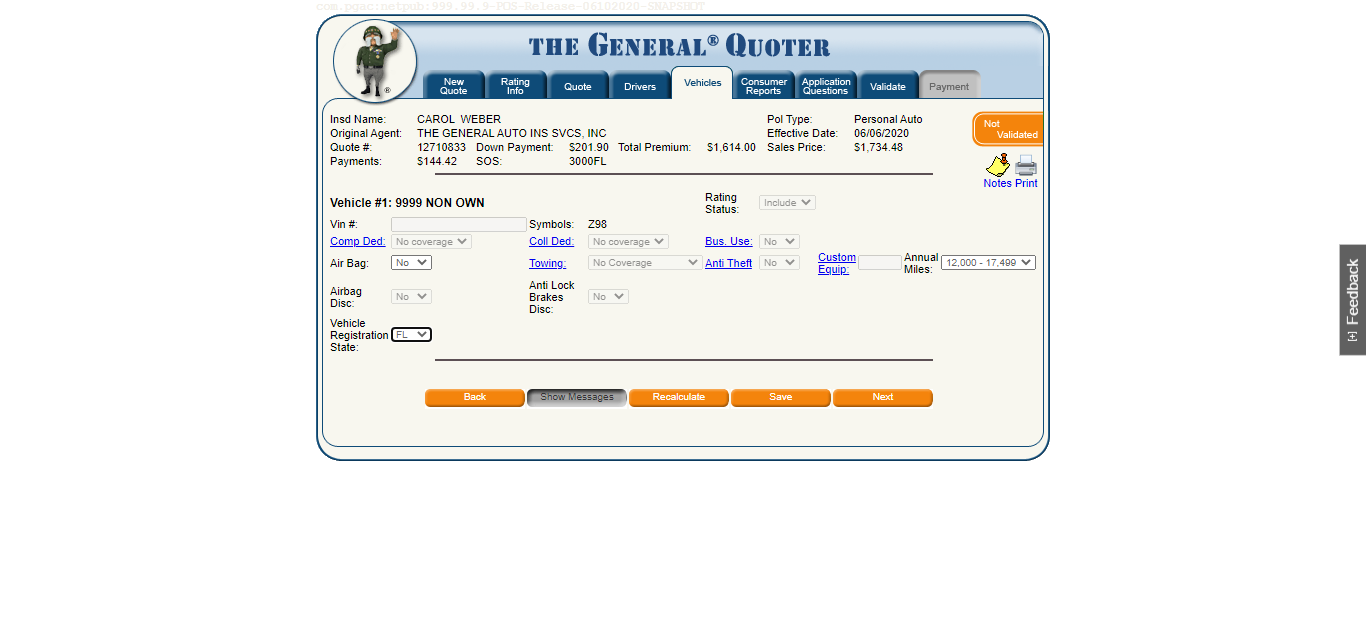 com.pgac:netpub:999.99.9-POS-Release-06102020-SNAPSHOT
THE GENERAL® QUOTER
New Quote
Rating Info
Quote
Drivers
Vehicles
Consumer Reports
Application Questions
Validate
Payment
®
Insd Name: CAROL WEBER Pol Type: Personal Auto
Original Agent: THE GENERAL AUTO INS SVCS, INC Effective Date: 06/06/2020
Quote #: 12710833 Down Payment: $201.90 Total Premium: $1,614.00 Sales Price: $1,734.48
Payments: $144.42 SOS: 3000FL
Not Validated
Notes Print
Vehicle #1: 9999 NON OWN Rating Status: Include
Vin #: Symbols: Z98
Comp Ded: No coverage Coll Ded: No coverage Bus. Use: No
Air Bag: No Towing: No Coverage Anti Theft No Custom Equip: Annual Miles: 12,000 - 17,499
Airbag Disc: No Anti Lock Brakes Disc: No
Vehicle Registration State: FL
Back Show Messages Recalculate Save Next
[+] Feedback